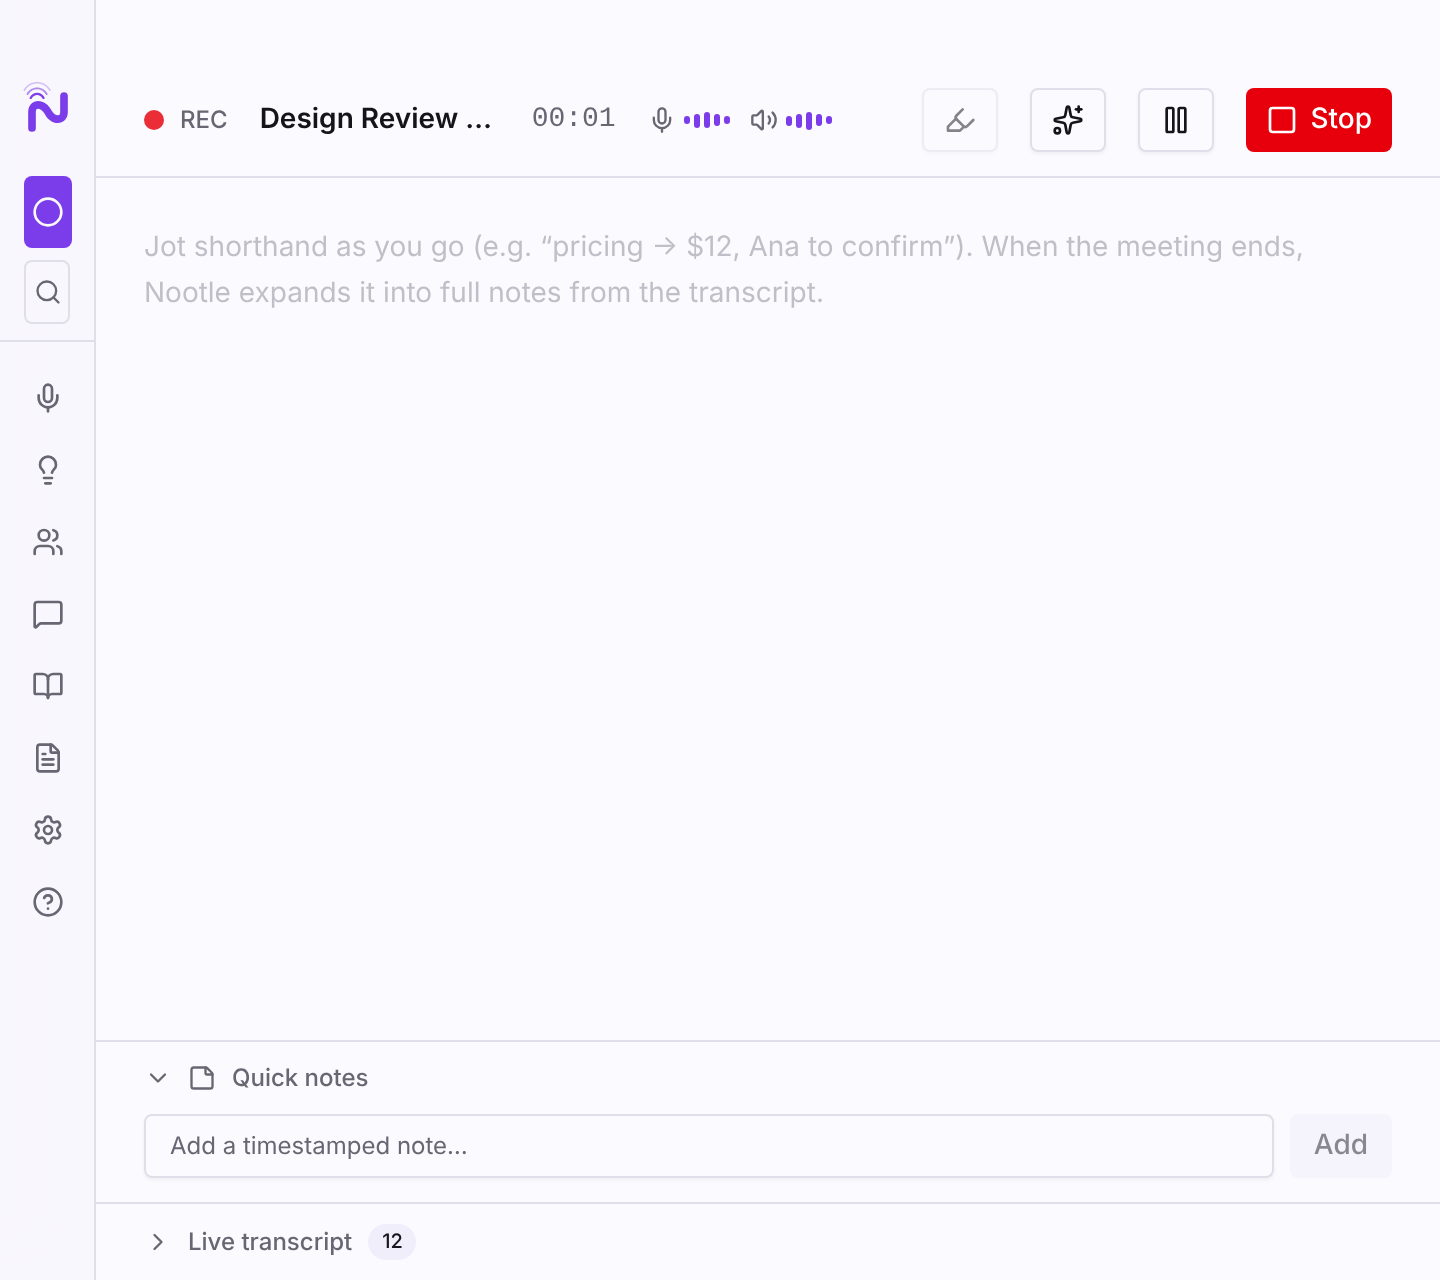 REC
Design Review ...
00:01
Stop
Jot shorthand as you go (e.g. “pricing → $12, Ana to confirm”). When the meeting ends,
Nootle expands it into full notes from the transcript.
Quick notes
Add a timestamped note...
Add
Live transcript
12